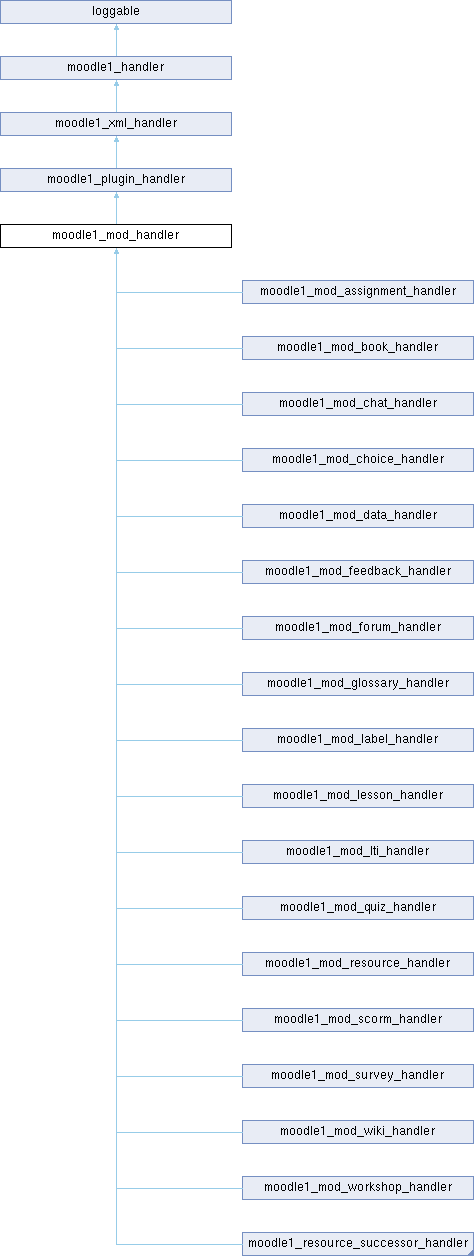 loggable
moodle1_handler
moodle1_xml_handler
moodle1_plugin_handler
moodle1_mod_handler
moodle1_mod_assignment_handler
moodle1_mod_book_handler
moodle1_mod_chat_handler
moodle1_mod_choice_handler
moodle1_mod_data_handler
moodle1_mod_feedback_handler
moodle1_mod_forum_handler
moodle1_mod_glossary_handler
moodle1_mod_label_handler
moodle1_mod_lesson_handler
moodle1_mod_lti_handler
moodle1_mod_quiz_handler
moodle1_mod_resource_handler
moodle1_mod_scorm_handler
moodle1_mod_survey_handler
moodle1_mod_wiki_handler
moodle1_mod_workshop_handler
moodle1_resource_successor_handler